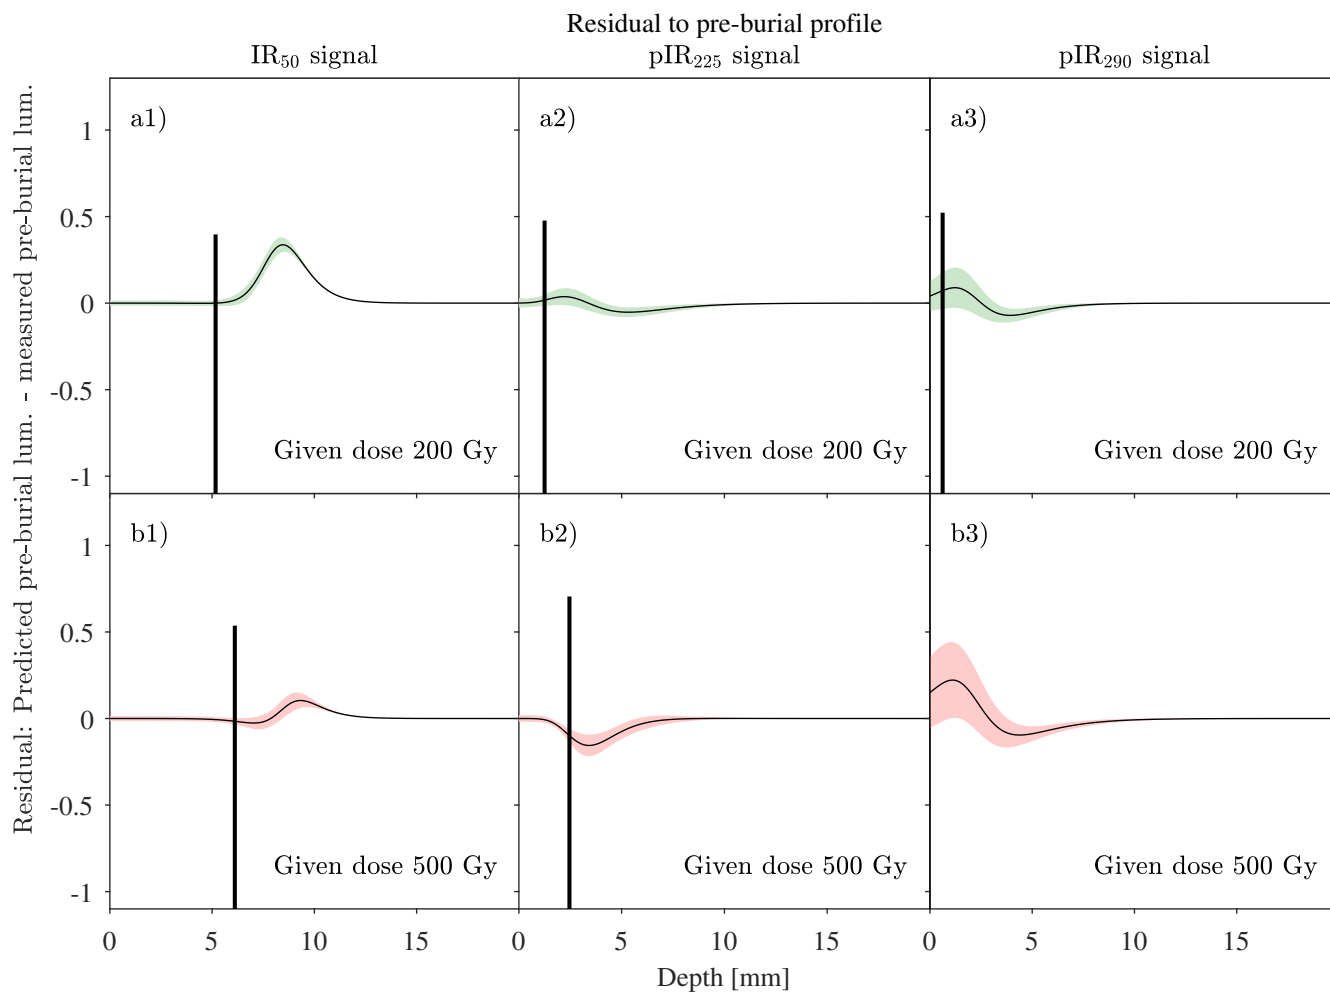 Residual to pre-burial profile
IR₅₀ signal
pIR₂₂₅ signal
pIR₂₉₀ signal
Residual: Predicted pre-burial lum. - measured pre-burial lum.
a1)
a2)
a3)
1
0.5
0
-0.5
-1
Given dose 200 Gy
Given dose 200 Gy
Given dose 200 Gy
b1)
b2)
b3)
1
0.5
0
-0.5
-1
Given dose 500 Gy
Given dose 500 Gy
Given dose 500 Gy
0 5 10 15 0 5 10 15 0 5 10 15
Depth [mm]